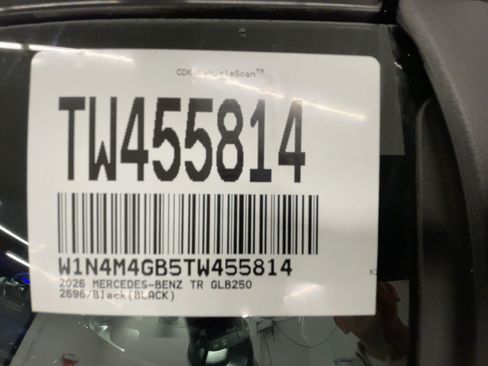 CDK VehicleScan™
TW455814
W1N4M4GB5TW455814
2026 MERCEDES-BENZ TR GLB250
2696/Black(BLACK)